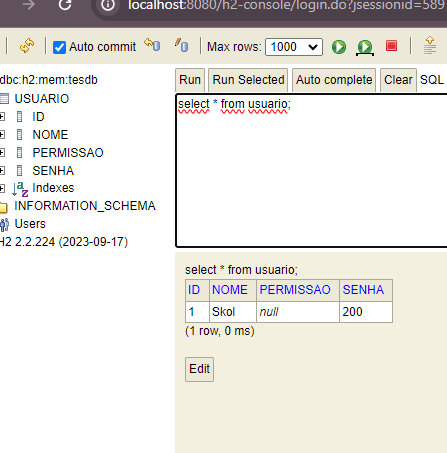 localhost:8080/h2-console/login.do?jsessionid=589
Auto commit Max rows: 1000
dbc:h2:mem:tesdb
USUARIO
ID
NOME
PERMISSAO
SENHA
Indexes
INFORMATION_SCHEMA
Users
H2 2.2.224 (2023-09-17)
Run Run Selected Auto complete Clear SQL
select * from usuario;
select * from usuario;
ID NOME PERMISSAO SENHA
1 Skol null 200
(1 row, 0 ms)
Edit